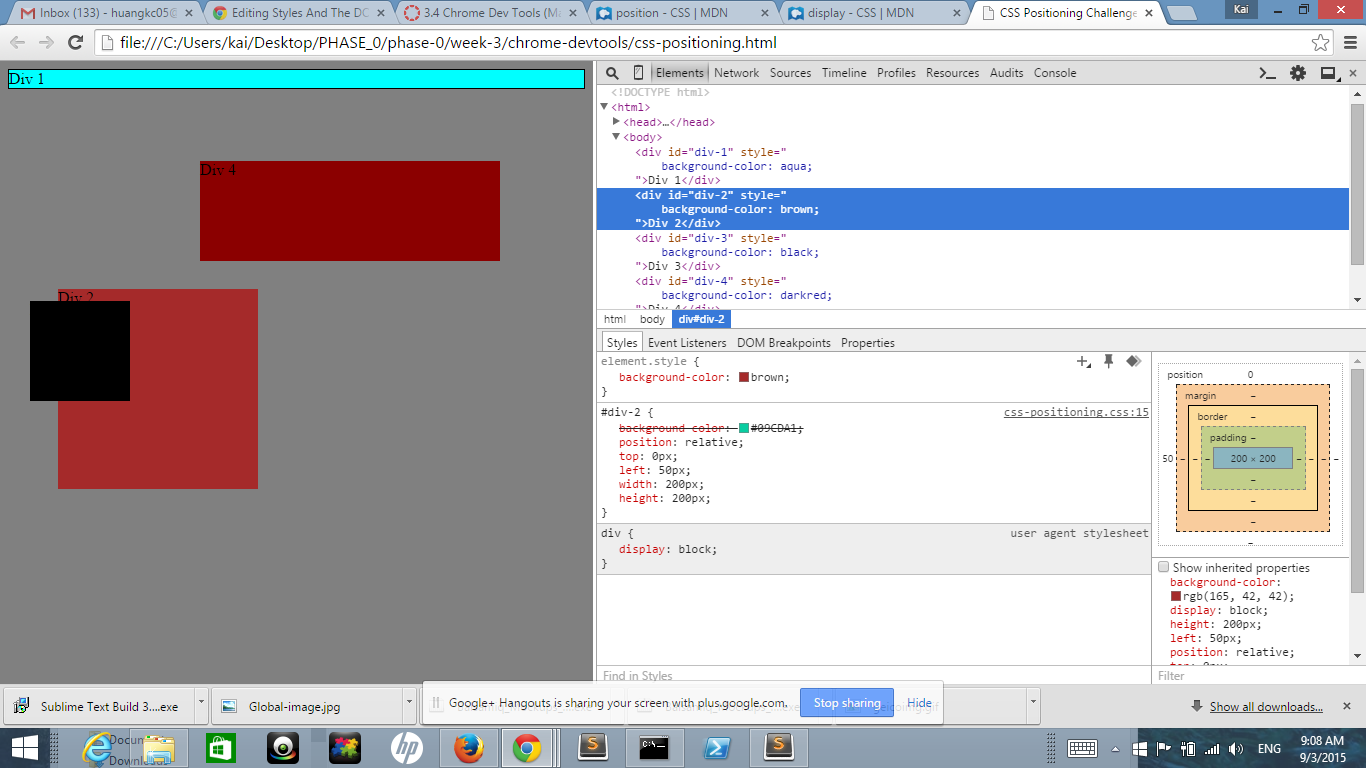 Inbox (133) - huangkc05@
Editing Styles And The DO
3.4 Chrome Dev Tools (Ma
position - CSS | MDN
display - CSS | MDN
CSS Positioning Challenge
Kai
file:///C:/Users/kai/Desktop/PHASE_0/phase-0/week-3/chrome-devtools/css-positioning.html
Div 1
Div 4
Div 2
Elements Network Sources Timeline Profiles Resources Audits Console
<!DOCTYPE html>
<html>
<head>…</head>
<body>
<div id="div-1" style="
background-color: aqua;
">Div 1</div>
<div id="div-2" style="
background-color: brown;
">Div 2</div>
<div id="div-3" style="
background-color: black;
">Div 3</div>
<div id="div-4" style="
background-color: darkred;
">Div 4</div>
html body div#div-2
Styles Event Listeners DOM Breakpoints Properties
element.style {
background-color: brown;
}
#div-2 { css-positioning.css:15
background-color: #09CDA1;
position: relative;
top: 0px;
left: 50px;
width: 200px;
height: 200px;
}
div { user agent stylesheet
display: block;
}
Find in Styles
position 0
margin –
border –
padding –
50 – – – 200 × 200 – – – –
–
–
–
–
Show inherited properties
background-color:
rgb(165, 42, 42);
display: block;
height: 200px;
left: 50px;
position: relative;
top: 0px;
Filter
Sublime Text Build 3....exe
Global-image.jpg
Google+ Hangouts is sharing your screen with plus.google.com.
Stop sharing
Hide
Show all downloads...
Docum
Downloads
hp
ENG
9:08 AM
9/3/2015